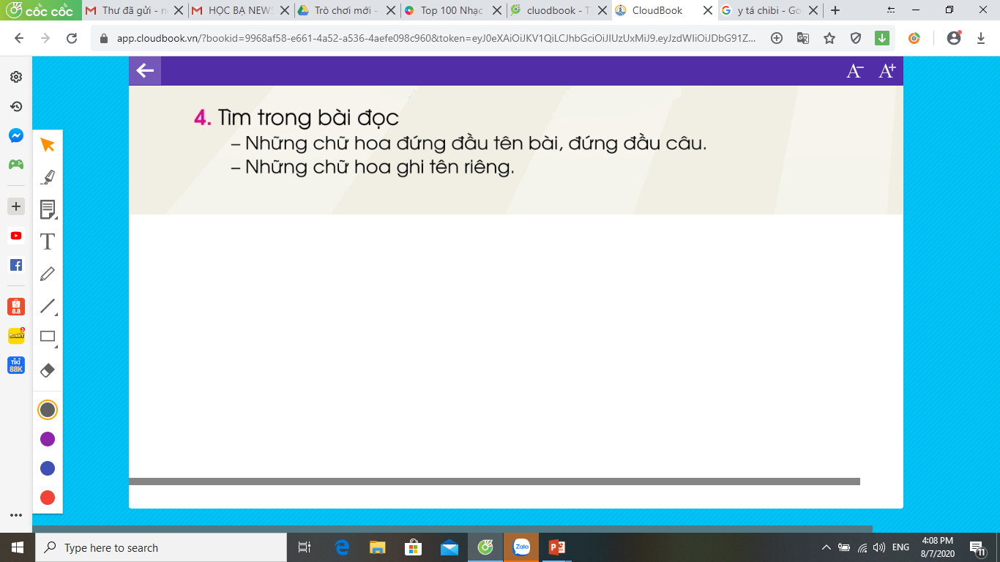 cốc cốc
Thư đã gửi - n
HỌC BẠ NEWS
Trò chơi mới -
Top 100 Nhạc
cluodbook - T
CloudBook
y tá chibi - Go
app.cloudbook.vn/?bookid=9968af58-e661-4a52-a536-4aefe098c960&token=eyJ0eXAiOiJKV1QiLCJhbGciOiJIUzUxMiJ9.eyJzdWIiOiJDbG91Z...
A- A+
4. Tìm trong bài đọc
– Những chữ hoa đứng đầu tên bài, đứng đầu câu.
– Những chữ hoa ghi tên riêng.
T
8.8
TIKI
88K
Type here to search
Zalo
ENG
4:08 PM
8/7/2020
11